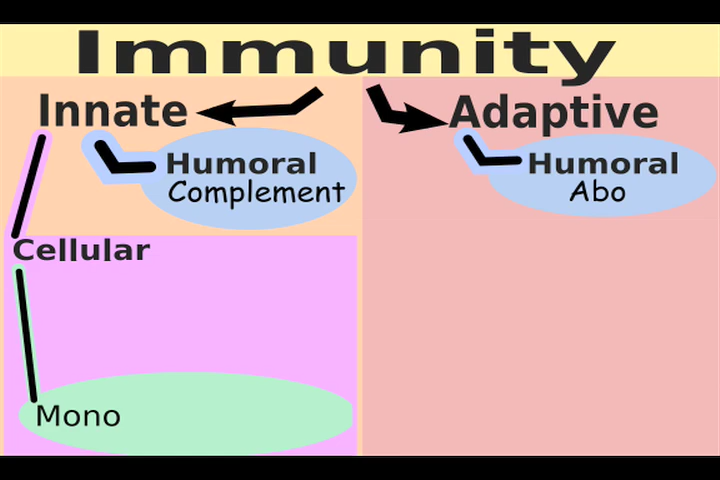 Immunity
Innate
Adaptive
Humoral
Complement
Humoral
Abo
Cellular
Mono